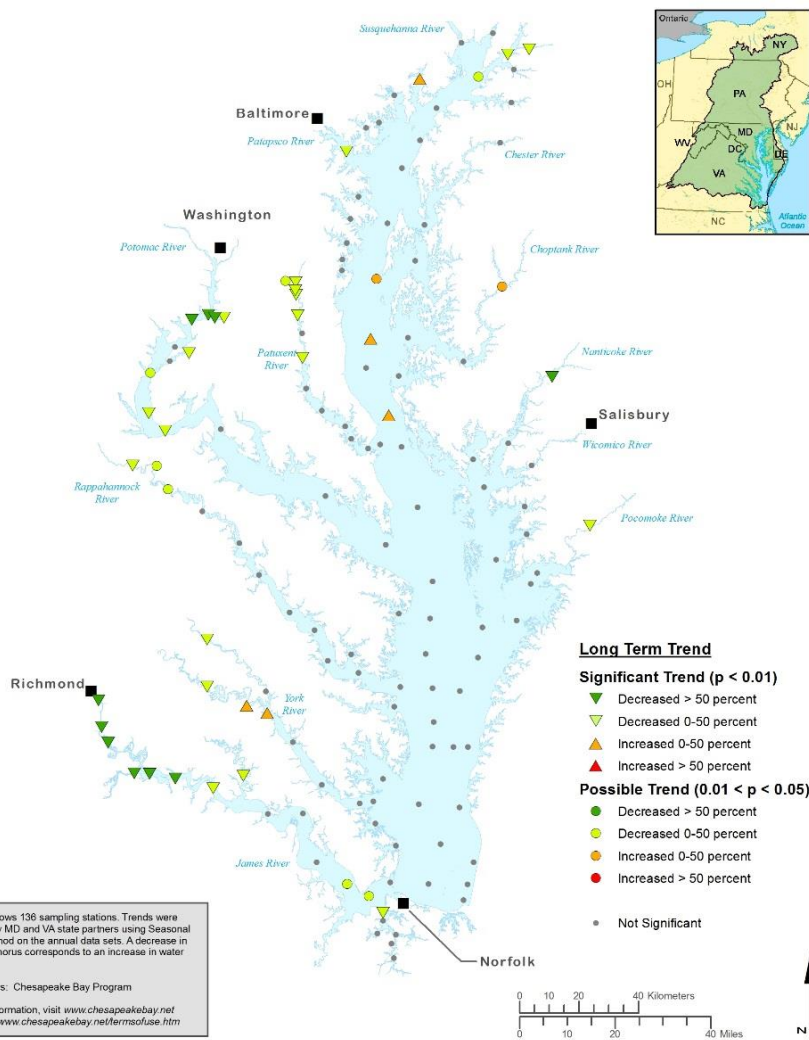 Susquehanna River
Baltimore
Patapsco River
Chester River
Washington
Potomac River
Choptank River
Patuxent
River
Nanticoke River
Salisbury
Wicomico River
Rappahannock
River
Pocomoke River
Richmond
York
River
James River
Norfolk
Ontario
NY
OH
PA
NJ
MD
WV
DC
DE
VA
Atlantic
Ocean
NC
Long Term Trend
Significant Trend (p < 0.01)
Decreased > 50 percent
Decreased 0-50 percent
Increased 0-50 percent
Increased > 50 percent
Possible Trend (0.01 < p < 0.05)
Decreased > 50 percent
Decreased 0-50 percent
Increased 0-50 percent
Increased > 50 percent
Not Significant
ows 136 sampling stations. Trends were
MD and VA state partners using Seasonal
od on the annual data sets. A decrease in
orus corresponds to an increase in water
s: Chesapeake Bay Program
ormation, visit www.chesapeakebay.net
www.chesapeakebay.net/termsofuse.htm
0 10 20 40 Kilometers
0 10 20 40 Miles
N